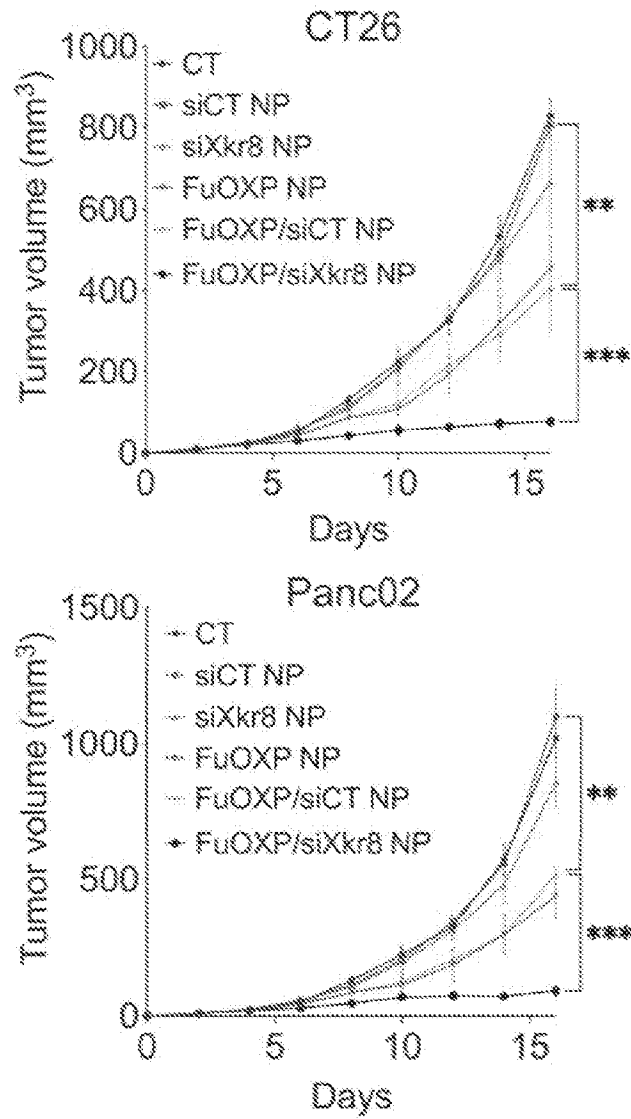 CT26
Tumor volume (mm³)
1000
800
600
400
200
0
CT
siCT NP
siXkr8 NP
FuOXP NP
FuOXP/siCT NP
FuOXP/siXkr8 NP
**
***
0 5 10 15
Days
Panc02
Tumor volume (mm³)
1500
1000
500
0
CT
siCT NP
siXkr8 NP
FuOXP NP
FuOXP/siCT NP
FuOXP/siXkr8 NP
**
***
0 5 10 15
Days